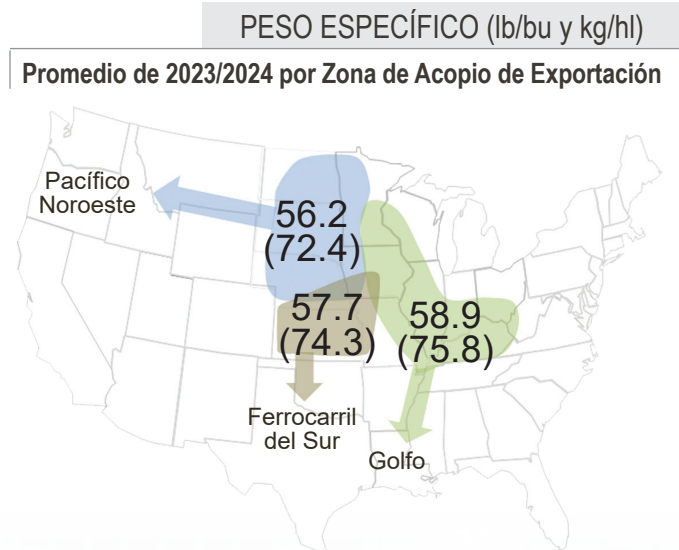 PESO ESPECÍFICO (lb/bu y kg/hl)
Promedio de 2023/2024 por Zona de Acopio de Exportación
Pacífico
Noroeste
56.2
(72.4)
57.7
(74.3)
58.9
(75.8)
Ferrocarril
del Sur
Golfo